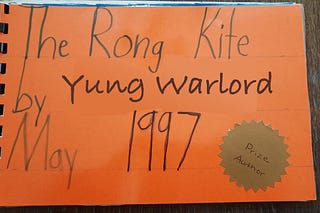 The Rong Kite
Yung Warlord
by
1997
May
Prize
Author